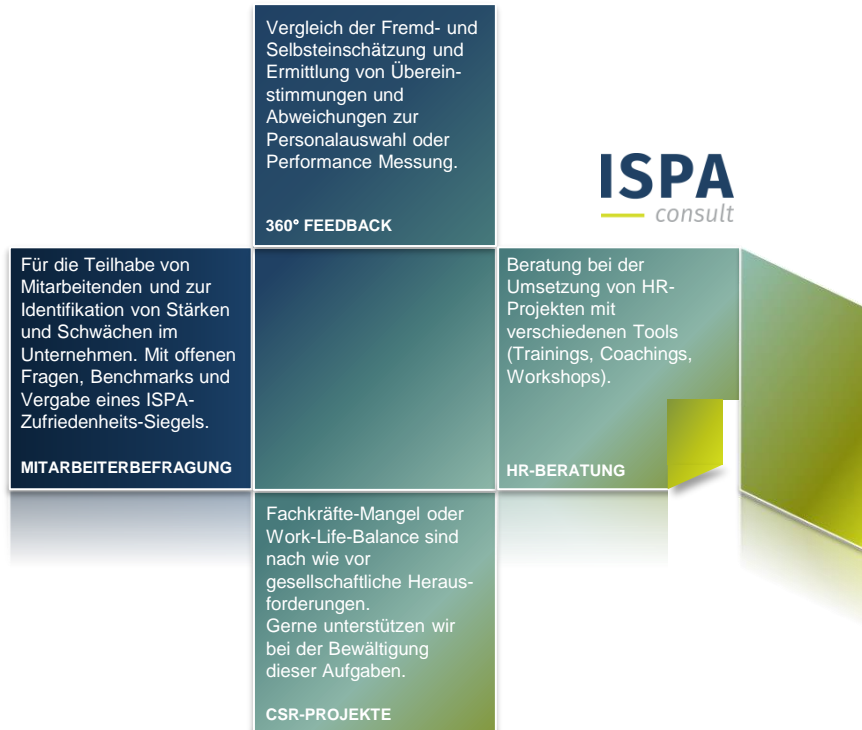 Vergleich der Fremd- und
Selbsteinschätzung und
Ermittlung von Überein-
stimmungen und
Abweichungen zur
Personalauswahl oder
Performance Messung.
360° FEEDBACK
ISPA
consult
Für die Teilhabe von
Mitarbeitenden und zur
Identifikation von Stärken
und Schwächen im
Unternehmen. Mit offenen
Fragen, Benchmarks und
Vergabe eines ISPA-
Zufriedenheits-Siegels.
MITARBEITERBEFRAGUNG
Beratung bei der
Umsetzung von HR-
Projekten mit
verschiedenen Tools
(Trainings, Coachings,
Workshops).
HR-BERATUNG
Fachkräfte-Mangel oder
Work-Life-Balance sind
nach wie vor
gesellschaftliche Heraus-
forderungen.
Gerne unterstützen wir
bei der Bewältigung
dieser Aufgaben.
CSR-PROJEKTE